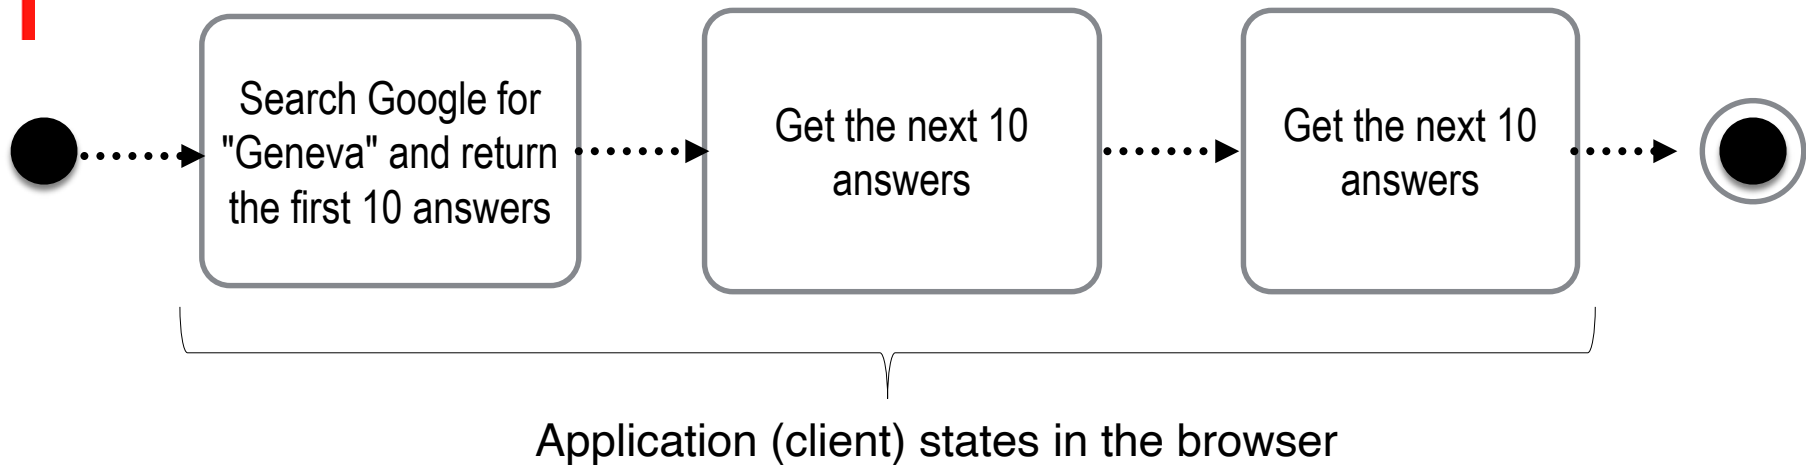 Search Google for
"Geneva" and return
the first 10 answers
Get the next 10
answers
Get the next 10
answers
Application (client) states in the browser